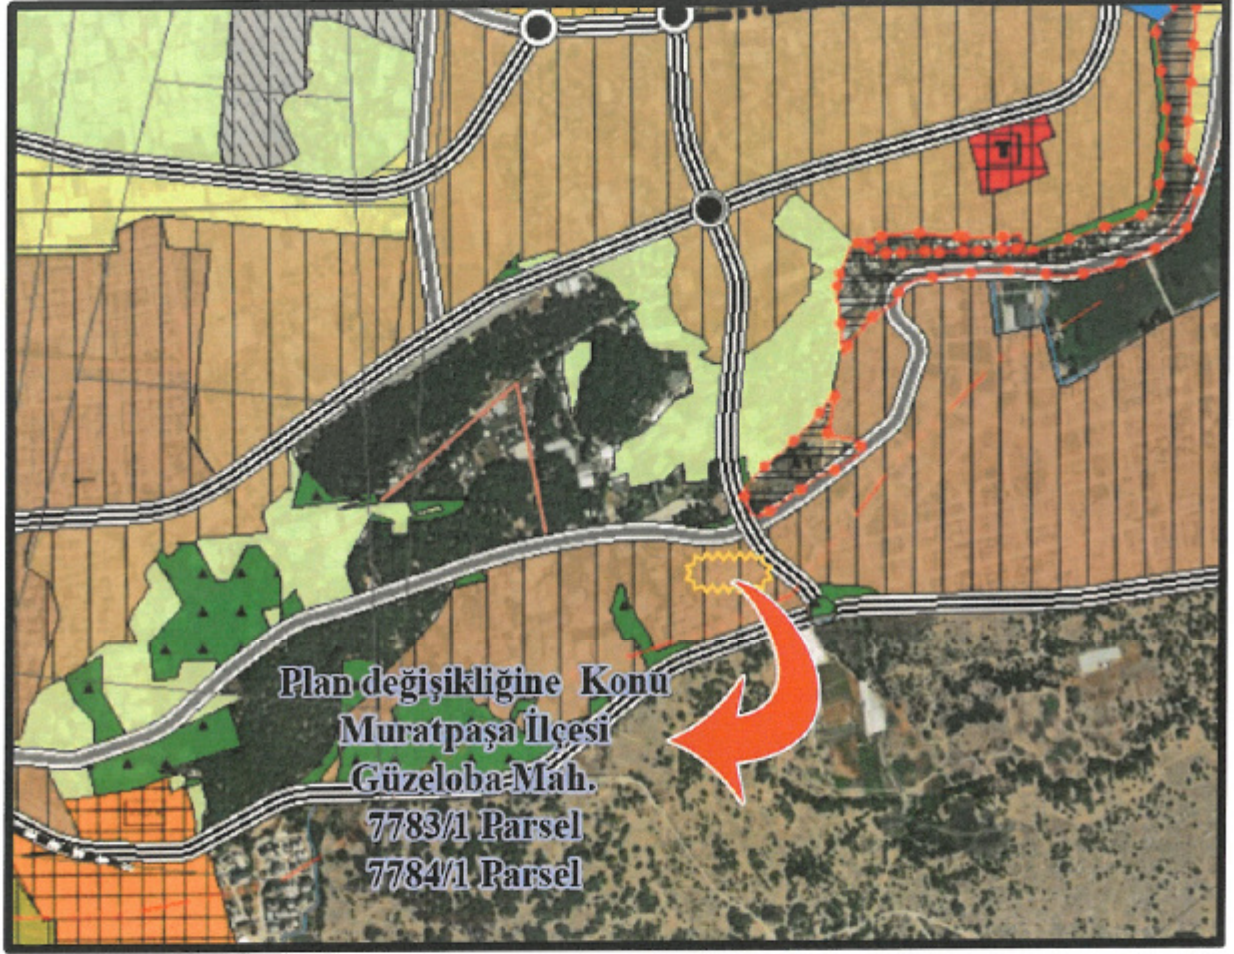 Plan değişikliğine Konu
Muratpaşa İlçesi
Güzeloba Mah.
7783/1 Parsel
7784/1 Parsel